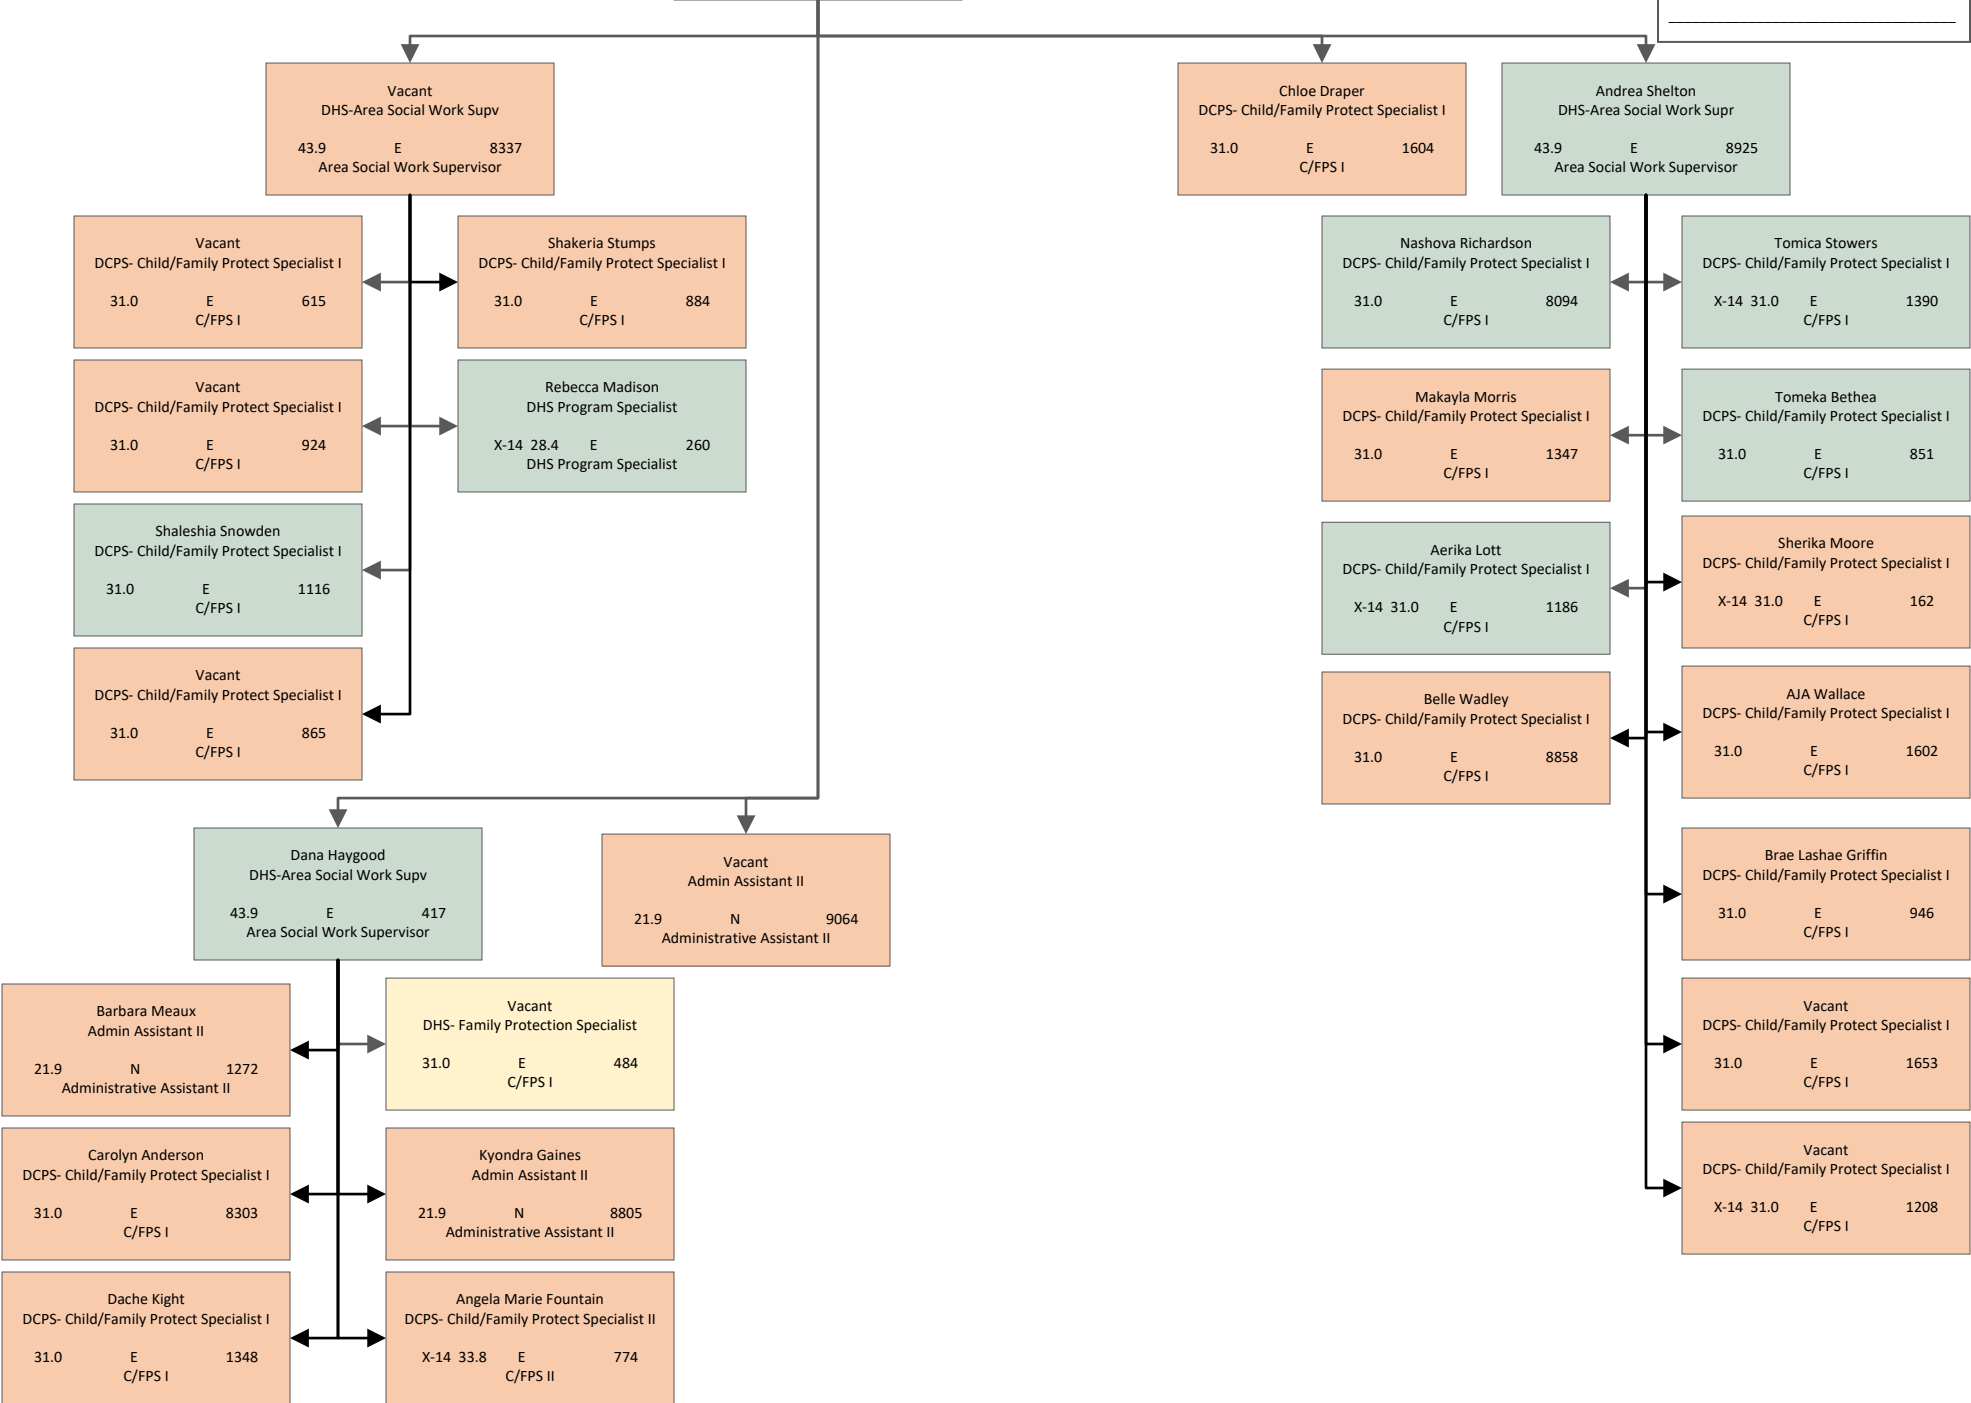 ___________________________________
Vacant
DHS-Area Social Work Supv
43.9 E 8337
Area Social Work Supervisor
Chloe Draper
DCPS- Child/Family Protect Specialist I
31.0 E 1604
C/FPS I
Andrea Shelton
DHS-Area Social Work Supr
43.9 E 8925
Area Social Work Supervisor
Vacant
DCPS- Child/Family Protect Specialist I
31.0 E 615
C/FPS I
Shakeria Stumps
DCPS- Child/Family Protect Specialist I
31.0 E 884
C/FPS I
Vacant
DCPS- Child/Family Protect Specialist I
31.0 E 924
C/FPS I
Rebecca Madison
DHS Program Specialist
X-14 28.4 E 260
DHS Program Specialist
Shaleshia Snowden
DCPS- Child/Family Protect Specialist I
31.0 E 1116
C/FPS I
Vacant
DCPS- Child/Family Protect Specialist I
31.0 E 865
C/FPS I
Nashova Richardson
DCPS- Child/Family Protect Specialist I
31.0 E 8094
C/FPS I
Tomica Stowers
DCPS- Child/Family Protect Specialist I
X-14 31.0 E 1390
C/FPS I
Makayla Morris
DCPS- Child/Family Protect Specialist I
31.0 E 1347
C/FPS I
Tomeka Bethea
DCPS- Child/Family Protect Specialist I
31.0 E 851
C/FPS I
Aerika Lott
DCPS- Child/Family Protect Specialist I
X-14 31.0 E 1186
C/FPS I
Sherika Moore
DCPS- Child/Family Protect Specialist I
X-14 31.0 E 162
C/FPS I
Belle Wadley
DCPS- Child/Family Protect Specialist I
31.0 E 8858
C/FPS I
AJA Wallace
DCPS- Child/Family Protect Specialist I
31.0 E 1602
C/FPS I
Brae Lashae Griffin
DCPS- Child/Family Protect Specialist I
31.0 E 946
C/FPS I
Vacant
DCPS- Child/Family Protect Specialist I
31.0 E 1653
C/FPS I
Vacant
DCPS- Child/Family Protect Specialist I
X-14 31.0 E 1208
C/FPS I
Dana Haygood
DHS-Area Social Work Supv
43.9 E 417
Area Social Work Supervisor
Vacant
Admin Assistant II
21.9 N 9064
Administrative Assistant II
Barbara Meaux
Admin Assistant II
21.9 N 1272
Administrative Assistant II
Vacant
DHS- Family Protection Specialist
31.0 E 484
C/FPS I
Carolyn Anderson
DCPS- Child/Family Protect Specialist I
31.0 E 8303
C/FPS I
Kyondra Gaines
Admin Assistant II
21.9 N 8805
Administrative Assistant II
Dache Kight
DCPS- Child/Family Protect Specialist I
31.0 E 1348
C/FPS I
Angela Marie Fountain
DCPS- Child/Family Protect Specialist II
X-14 33.8 E 774
C/FPS II